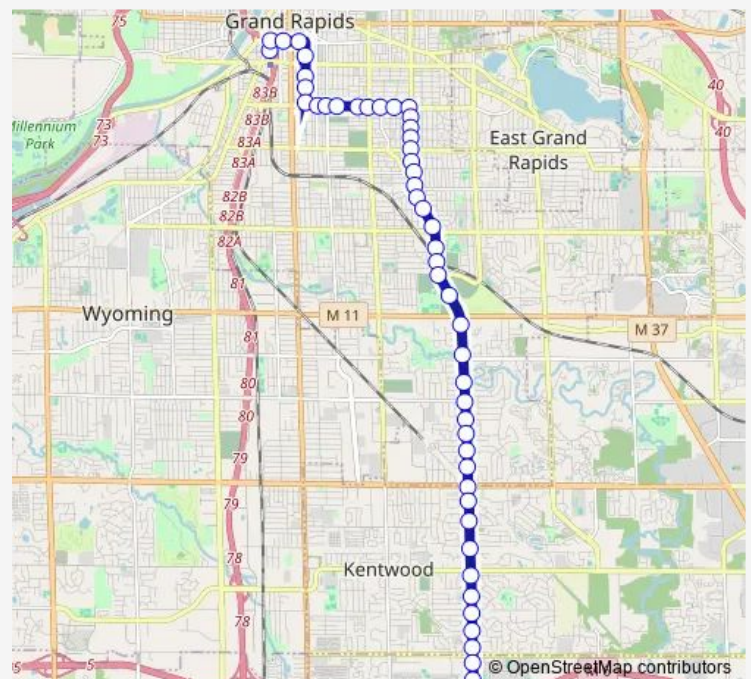 Grand Rapids
75
40
83B
Millennium
Park
73
73
83B
40
83A
83A
East Grand
Rapids
82B
82B
82A
81
Wyoming
M 11
M 37
81
80
80
79
79
78
Kentwood
78
5
© OpenStreetMap contributors